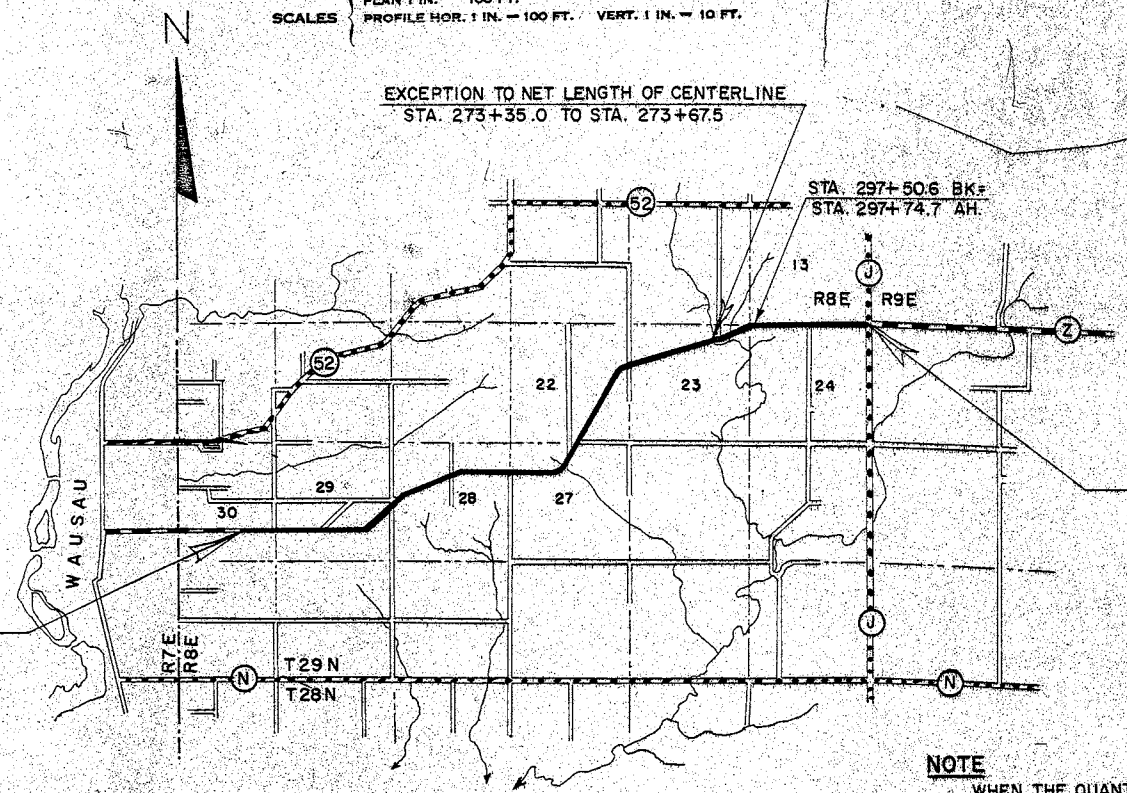 SCALES
PROFILE HOR. 1 IN. = 100 FT. VERT. 1 IN. = 10 FT.
N
EXCEPTION TO NET LENGTH OF CENTERLINE
STA. 273+35.0 TO STA. 273+67.5
STA. 297+50.6 BK=
STA. 297+74.7 AH.
52
13
J
R8E R9E
Z
52
22
23
24
29
28
27
30
WAUSAU
R7E
R8E
J
T29N
N
T28N
N
NOTE
WHEN THE QUANT